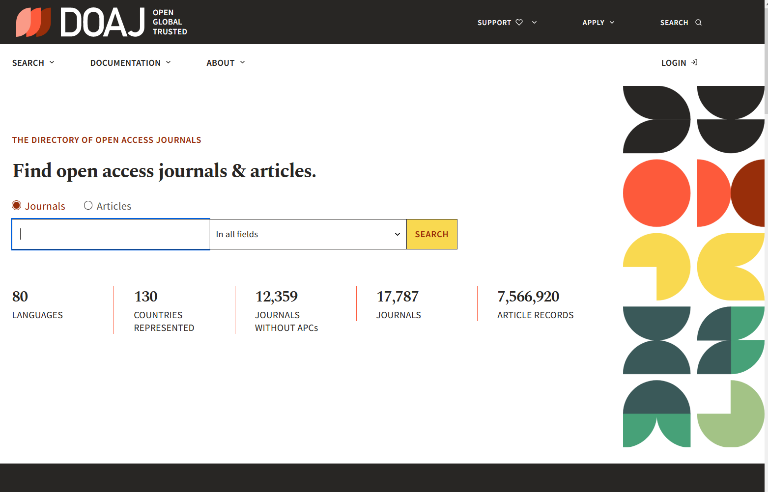 DOAJ
OPEN
GLOBAL
TRUSTED
SUPPORT
APPLY
SEARCH
SEARCH
DOCUMENTATION
ABOUT
LOGIN
THE DIRECTORY OF OPEN ACCESS JOURNALS
Find open access journals & articles.
Journals
Articles
In all fields
SEARCH
80
LANGUAGES
130
COUNTRIES
REPRESENTED
12,359
JOURNALS
WITHOUT APCs
17,787
JOURNALS
7,566,920
ARTICLE RECORDS